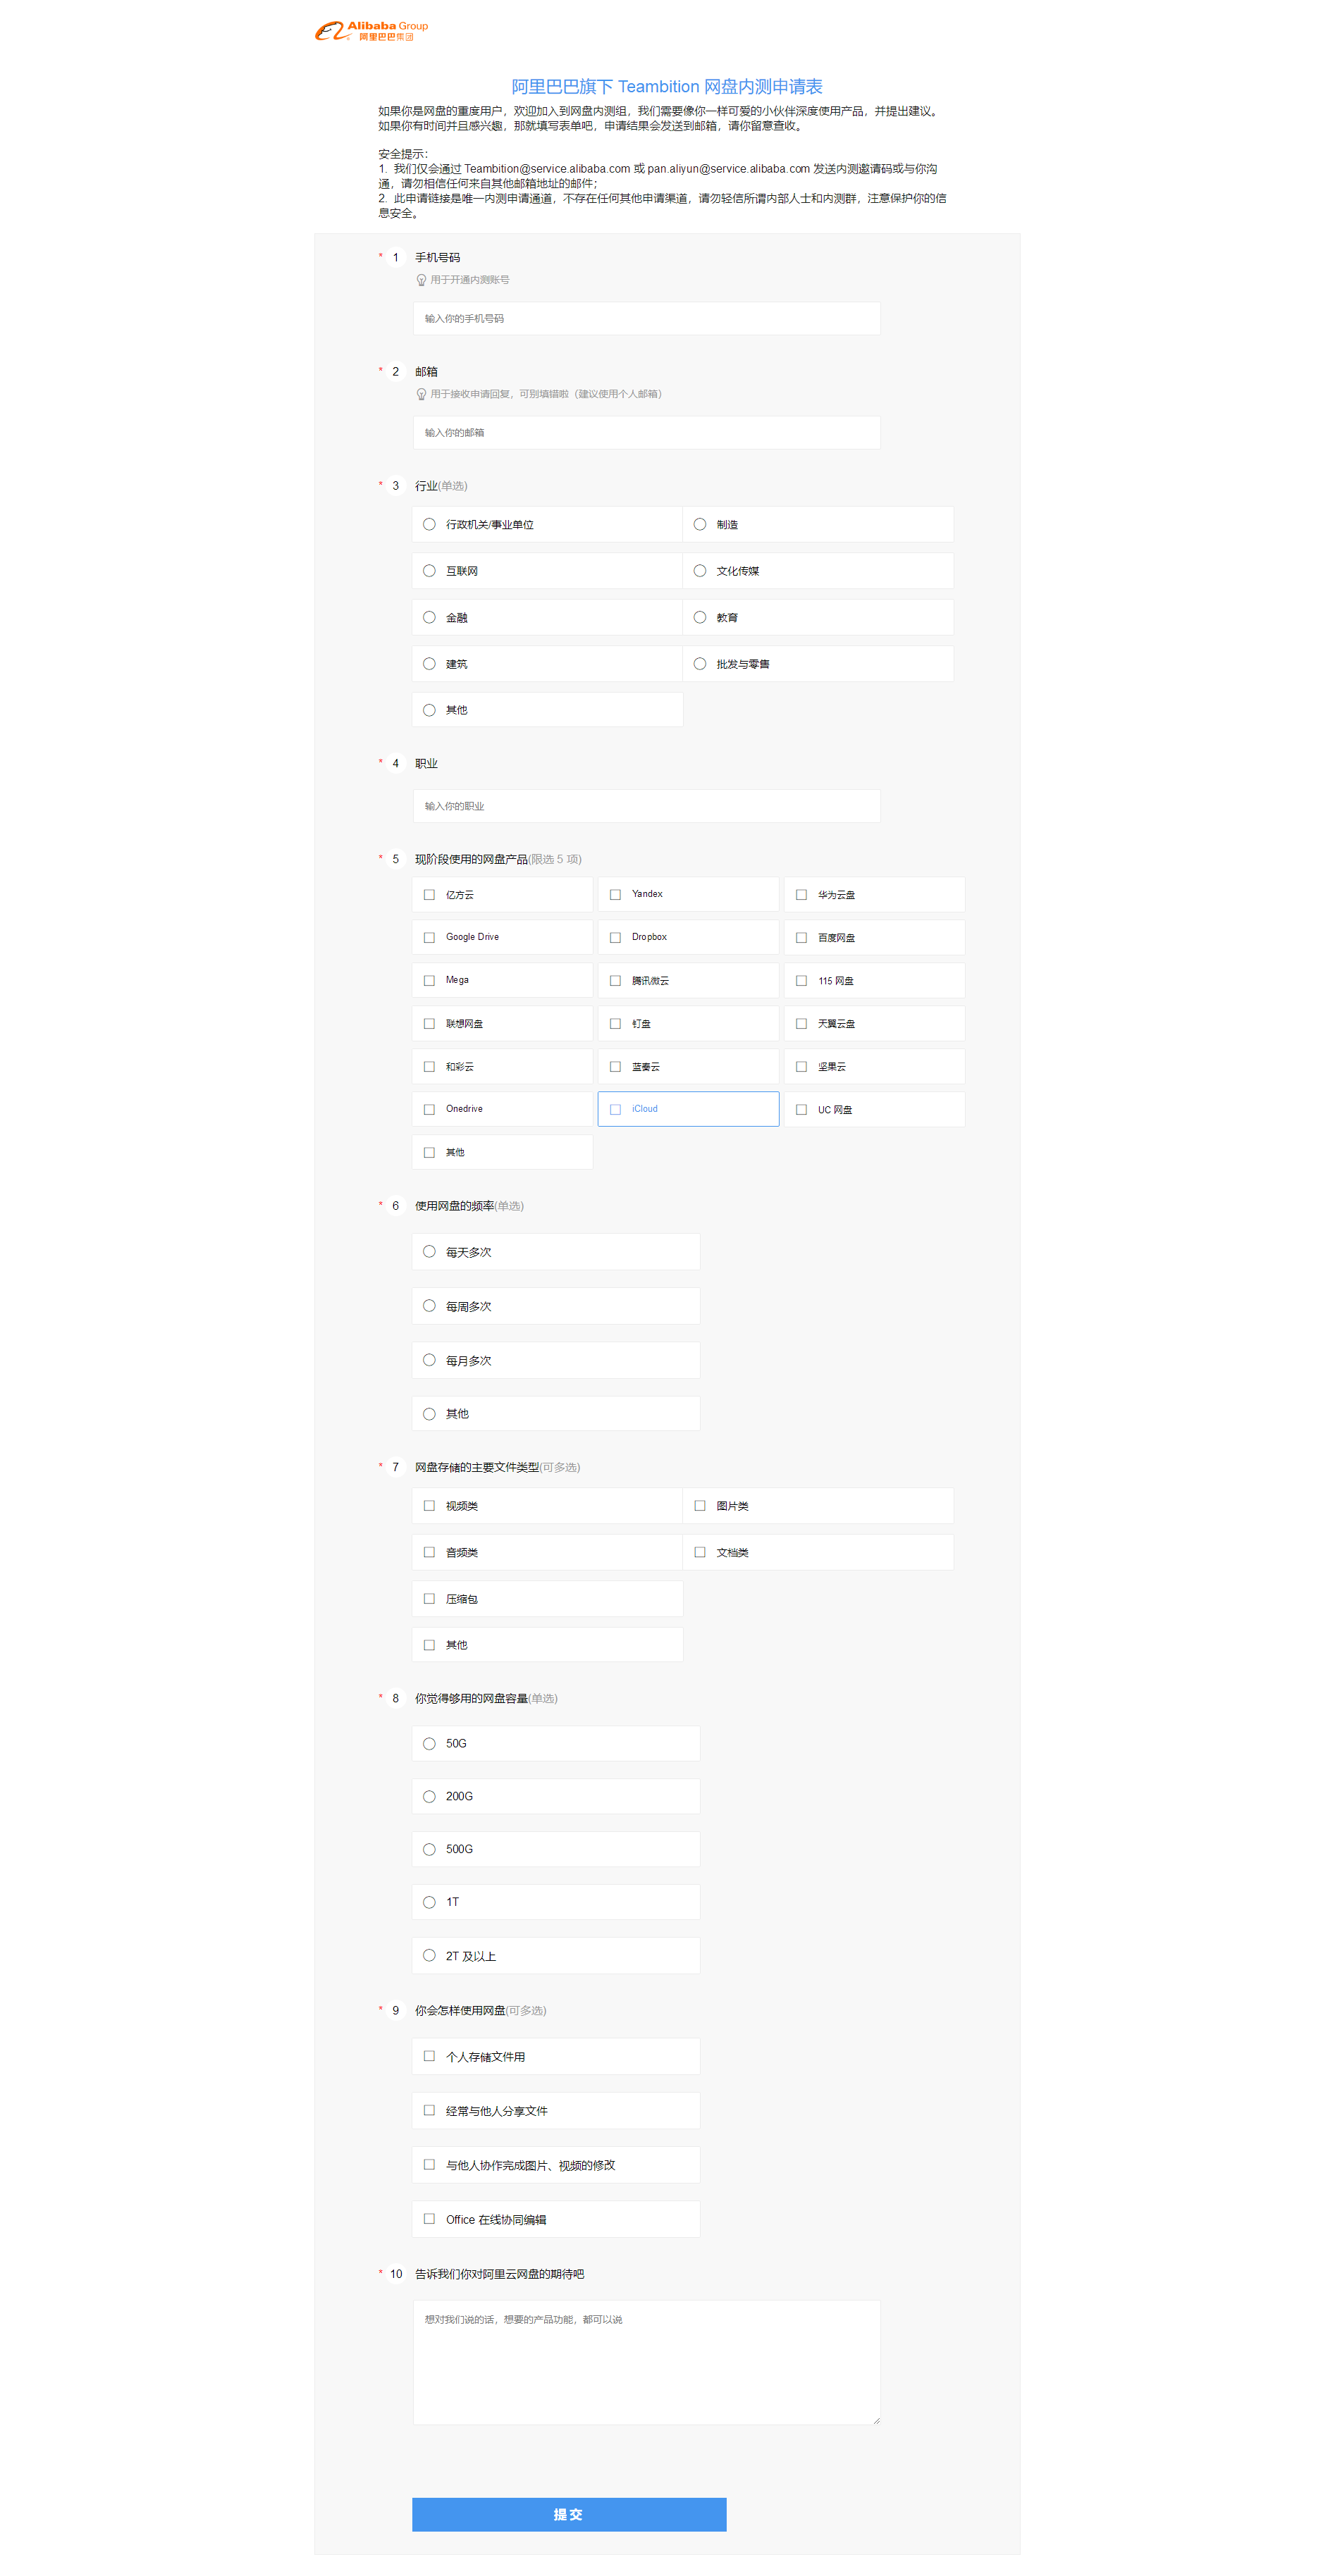 Alibaba Group
阿里巴巴集团
阿里巴巴旗下 Teambition 网盘内测申请表
如果你是网盘的重度用户，欢迎加入到网盘内测组，我们需要像你一样可爱的小伙伴深度使用产品，并提出建议。
如果你有时间并且感兴趣，那就填写表单吧，申请结果会发送到邮箱，请你留意查收。
安全提示：
1. 我们仅会通过 Teambition@service.alibaba.com 或 pan.aliyun@service.alibaba.com 发送内测邀请码或与你沟
通，请勿相信任何来自其他邮箱地址的邮件；
2. 此申请链接是唯一内测申请通道，不存在任何其他申请渠道，请勿轻信所谓内部人士和内测群，注意保护你的信
息安全。
* 1 手机号码
用于开通内测账号
输入你的手机号码
* 2 邮箱
用于接收申请回复，可别填错啦（建议使用个人邮箱）
输入你的邮箱
* 3 行业(单选)
行政机关/事业单位 制造
互联网 文化传媒
金融 教育
建筑 批发与零售
其他
* 4 职业
输入你的职业
* 5 现阶段使用的网盘产品(限选 5 项)
亿方云 Yandex 华为云盘
Google Drive Dropbox 百度网盘
Mega 腾讯微云 115 网盘
联想网盘 钉盘 天翼云盘
和彩云 蓝奏云 坚果云
Onedrive iCloud UC 网盘
其他
* 6 使用网盘的频率(单选)
每天多次
每周多次
每月多次
其他
* 7 网盘存储的主要文件类型(可多选)
视频类 图片类
音频类 文档类
压缩包
其他
* 8 你觉得够用的网盘容量(单选)
50G
200G
500G
1T
2T 及以上
* 9 你会怎样使用网盘(可多选)
个人存储文件用
经常与他人分享文件
与他人协作完成图片、视频的修改
Office 在线协同编辑
* 10 告诉我们你对阿里云网盘的期待吧
想对我们说的话，想要的产品功能，都可以说
提交